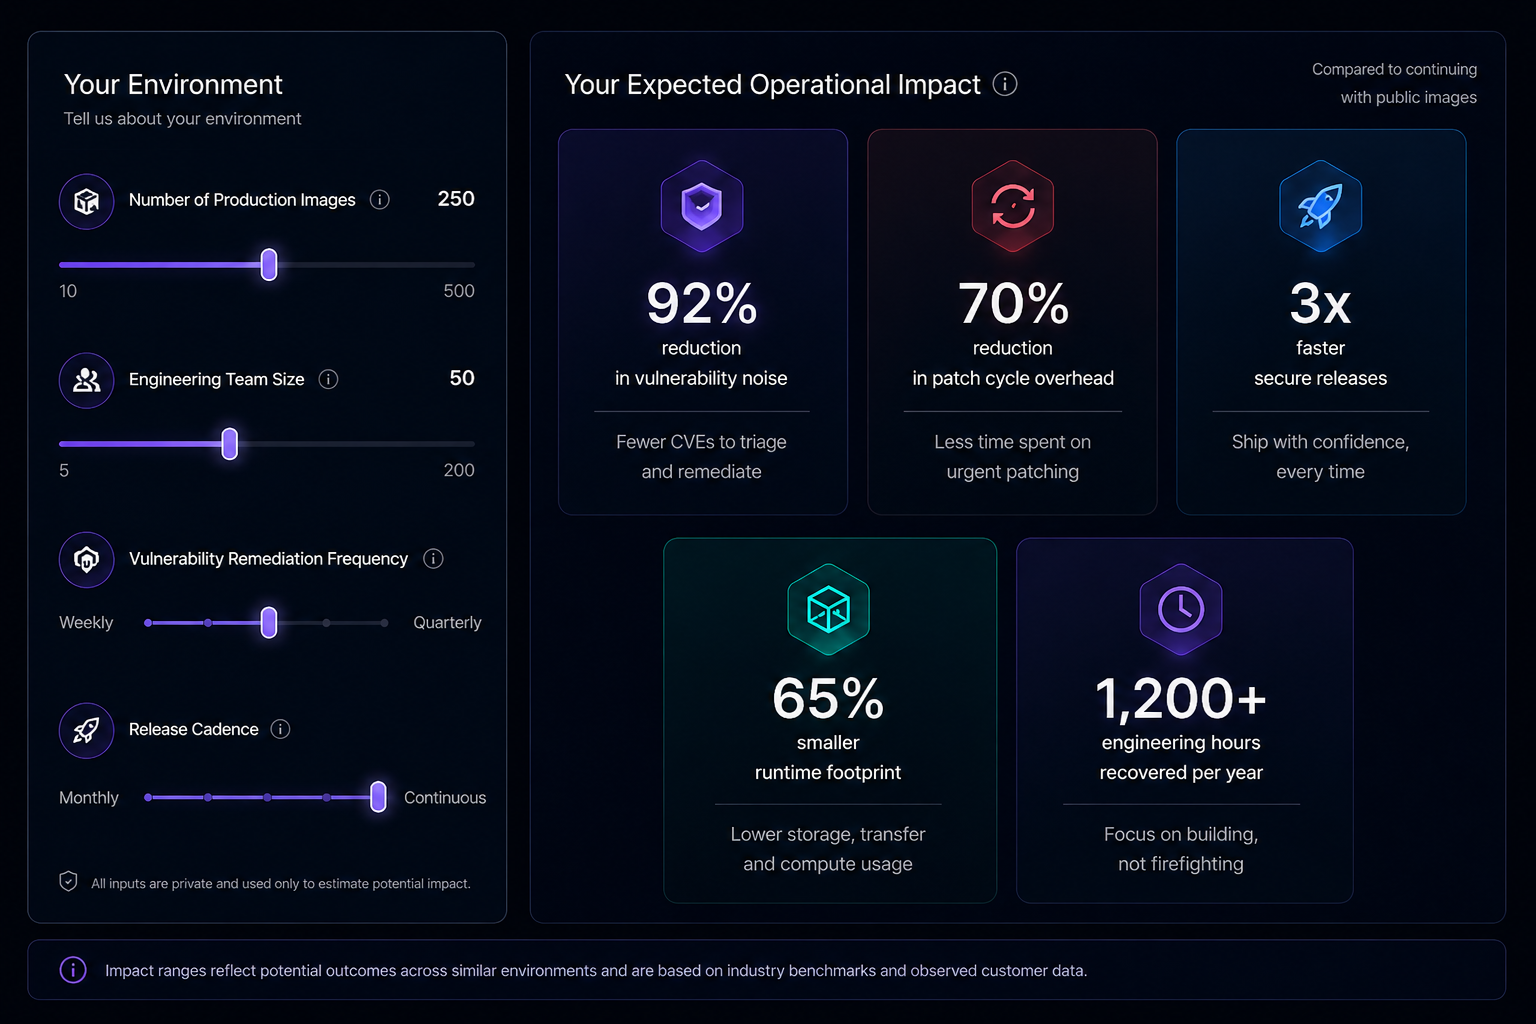 Your Environment
Tell us about your environment
Number of Production Images
250
10
500
Engineering Team Size
50
5
200
Vulnerability Remediation Frequency
Weekly
Quarterly
Release Cadence
Monthly
Continuous
All inputs are private and used only to estimate potential impact.
Your Expected Operational Impact
Compared to continuing
with public images
92%
reduction
in vulnerability noise
Fewer CVEs to triage
and remediate
70%
reduction
in patch cycle overhead
Less time spent on
urgent patching
3x
faster
secure releases
Ship with confidence,
every time
65%
smaller
runtime footprint
Lower storage, transfer
and compute usage
1,200+
engineering hours
recovered per year
Focus on building,
not firefighting
Impact ranges reflect potential outcomes across similar environments and are based on industry benchmarks and observed customer data.